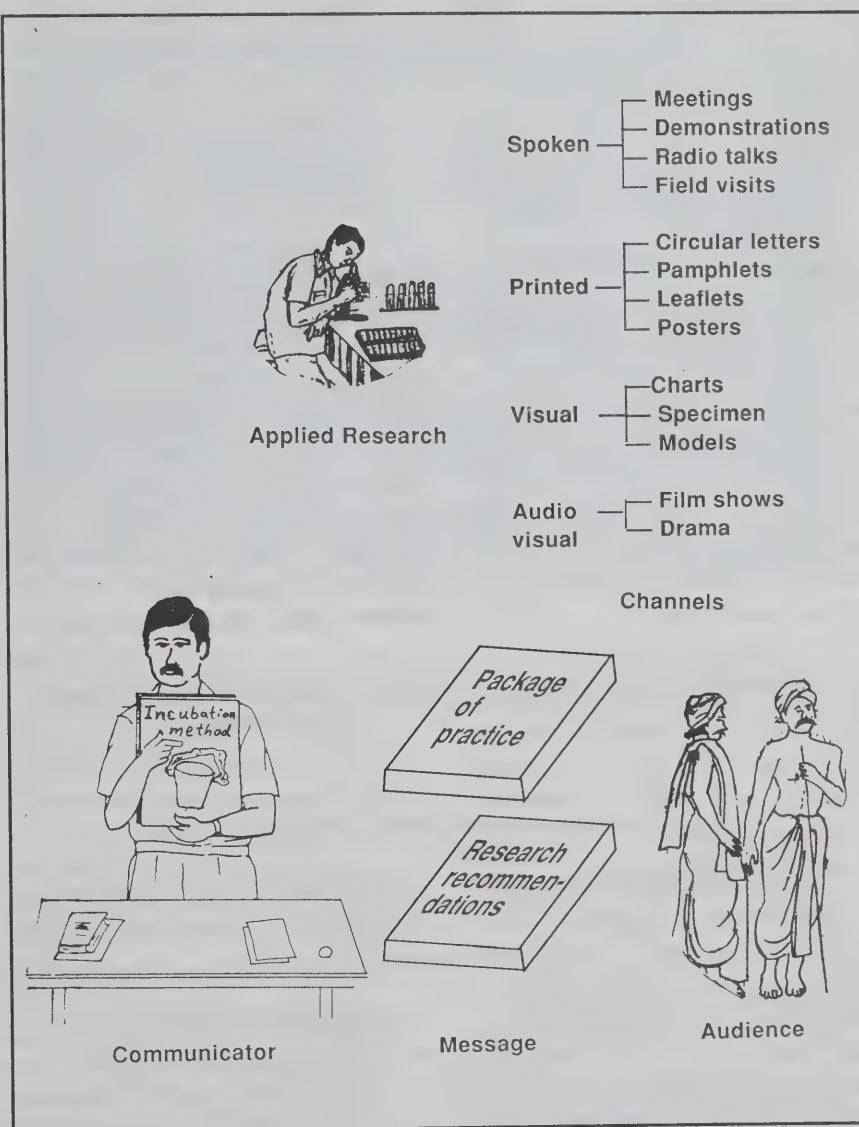 Spoken
Meetings
Demonstrations
Radio talks
Field visits
Printed
Circular letters
Pamphlets
Leaflets
Posters
Applied Research
Visual
Charts
Specimen
Models
Audio
visual
Film shows
Drama
Channels
Incubation
method
Package
of
practice
Research
recommen-
dations
Communicator
Message
Audience